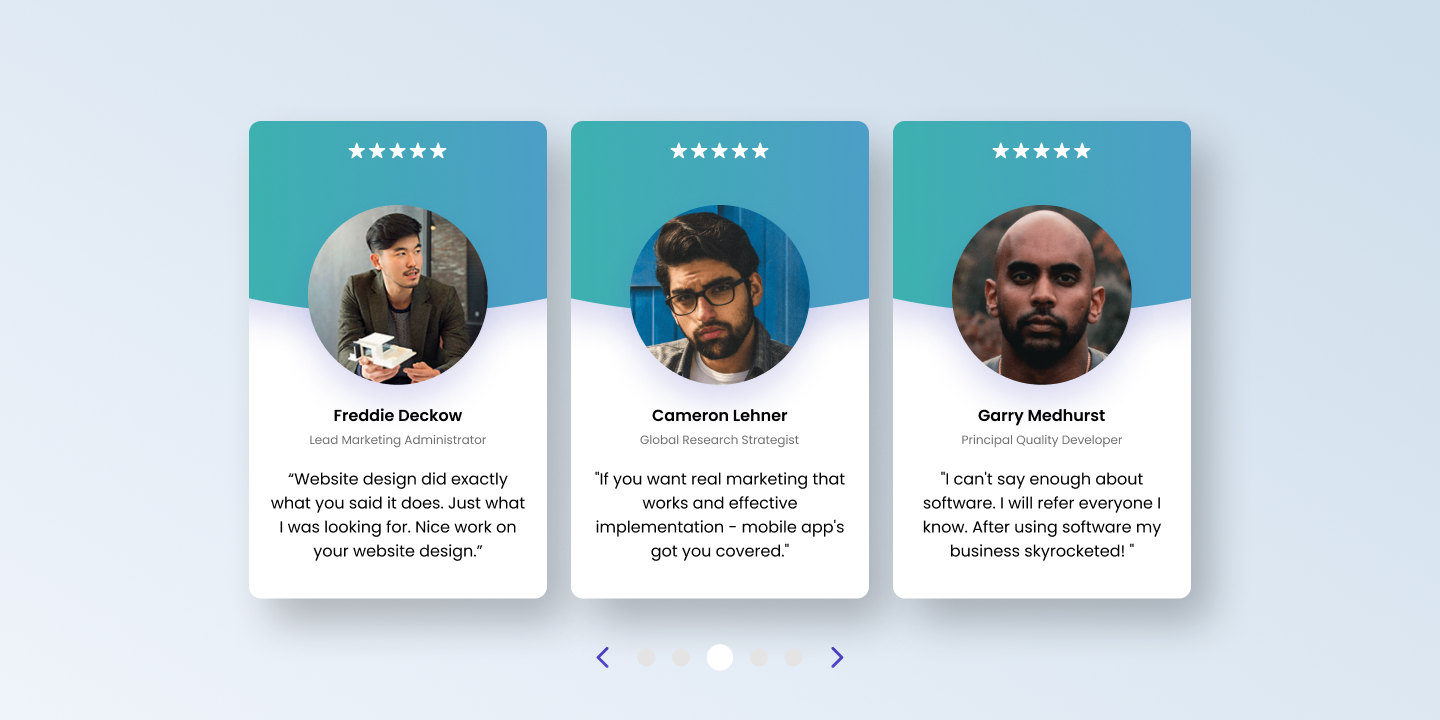 Freddie Deckow
Lead Marketing Administrator
“Website design did exactly
what you said it does. Just what
I was looking for. Nice work on
your website design.”
Cameron Lehner
Global Research Strategist
"If you want real marketing that
works and effective
implementation - mobile app's
got you covered."
Garry Medhurst
Principal Quality Developer
"I can't say enough about
software. I will refer everyone I
know. After using software my
business skyrocketed! "